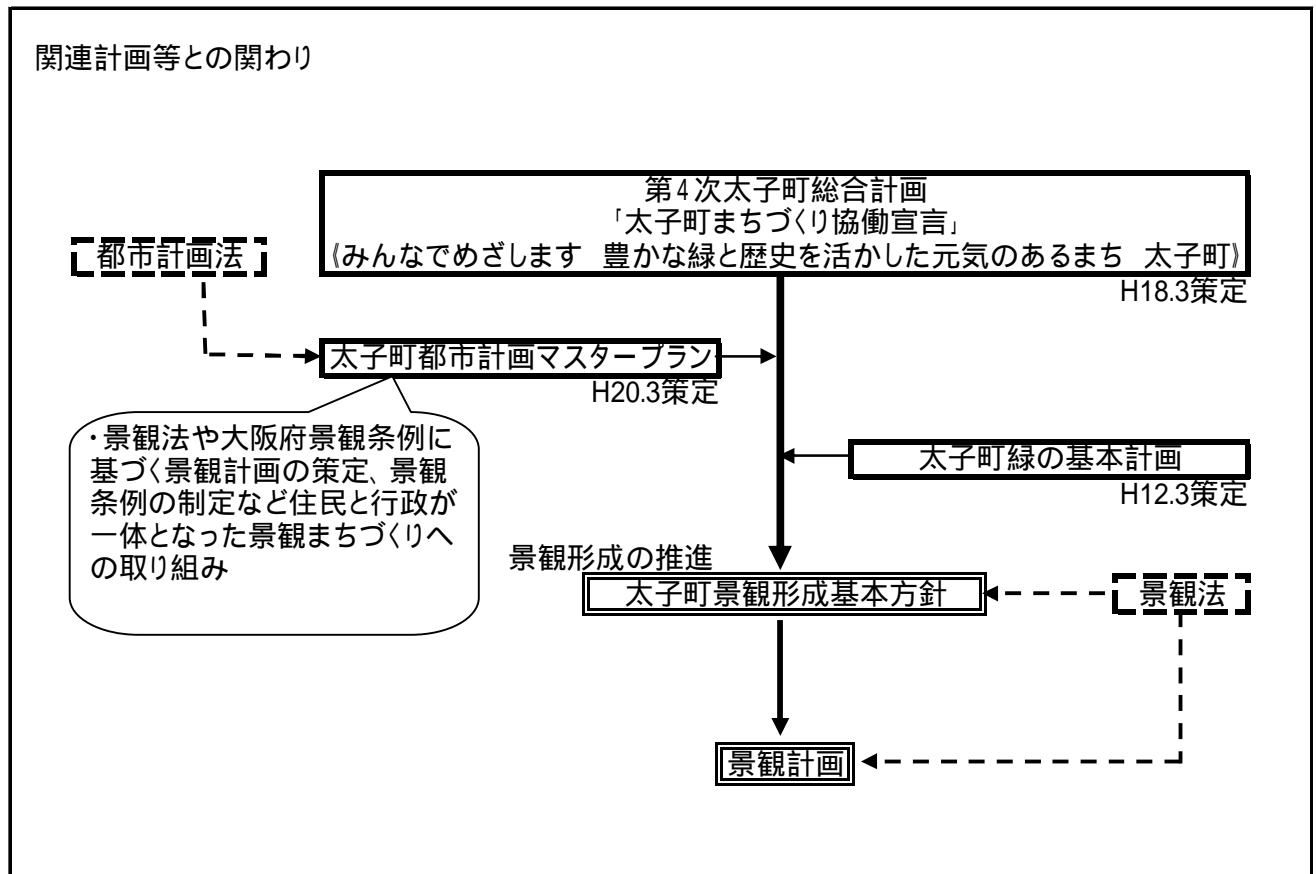 関連計画等との関わり
第4次太子町総合計画
「太子町まちづくり協働宣言」
《みんなでめざします　豊かな緑と歴史を活かした元気のあるまち　太子町》
H18.3策定
都市計画法
太子町都市計画マスタープラン
H20.3策定
・景観法や大阪府景観条例に
基づく景観計画の策定、景観
条例の制定など住民と行政が
一体となった景観まちづくりへ
の取り組み
太子町緑の基本計画
H12.3策定
景観形成の推進
太子町景観形成基本方針
景観法
景観計画